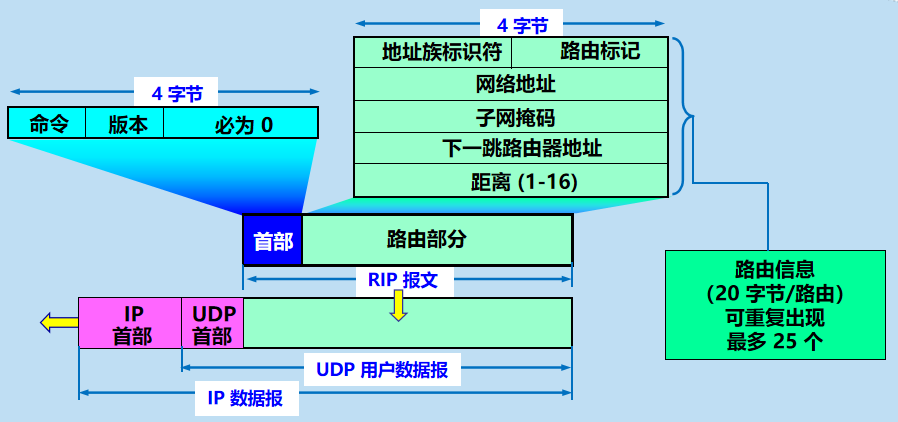 4 字节
地址族标识符 路由标记
网络地址
子网掩码
下一跳路由器地址
距离 (1-16)
4 字节
命令 版本 必为 0
首部 路由部分
RIP 报文
IP
首部
UDP
首部
UDP 用户数据报
IP 数据报
路由信息
（20 字节/路由）
可重复出现
最多 25 个